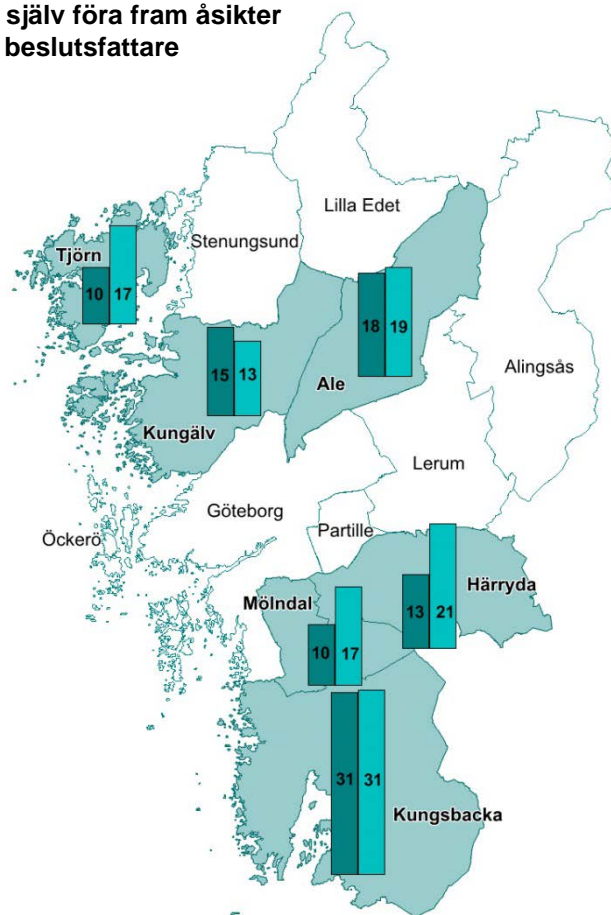 själv föra fram åsikter
beslutsfattare
Lilla Edet
Stenungsund
Tjörn
10
17
18
19
15
13
Ale
Alingsås
Kungälv
Lerum
Göteborg
Partille
Öckerö
Härryda
Mölndal
13
21
10
17
31
31
Kungsbacka